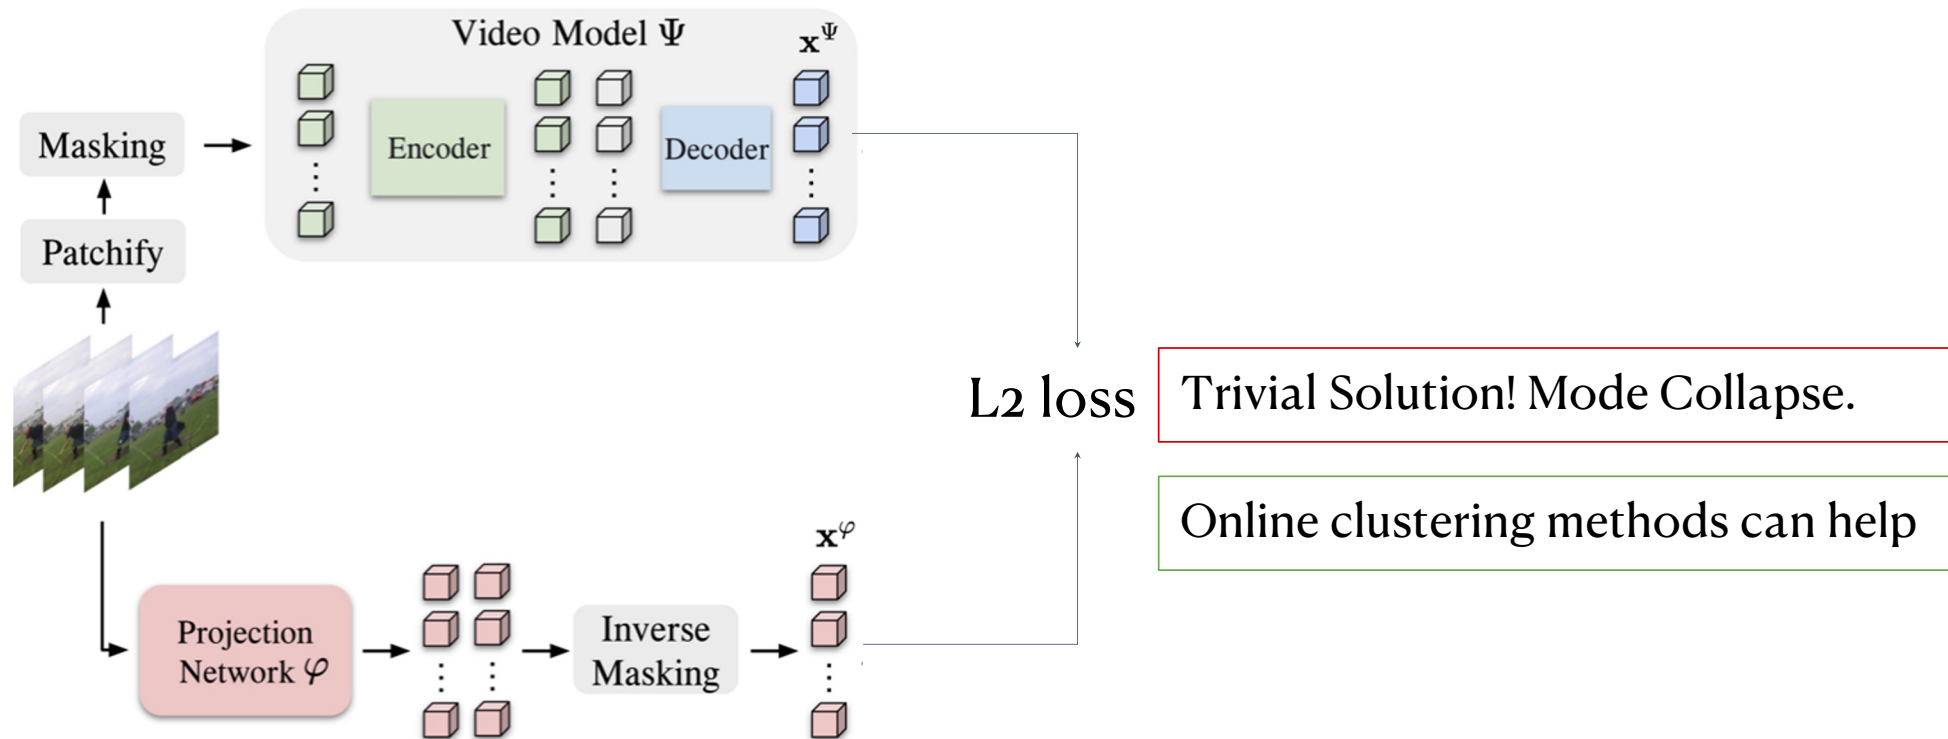 Video Model Ψ
x^Ψ
Masking
Encoder
Decoder
Patchify
L2 loss
Trivial Solution! Mode Collapse.
Online clustering methods can help
x^φ
Projection
Network φ
Inverse
Masking